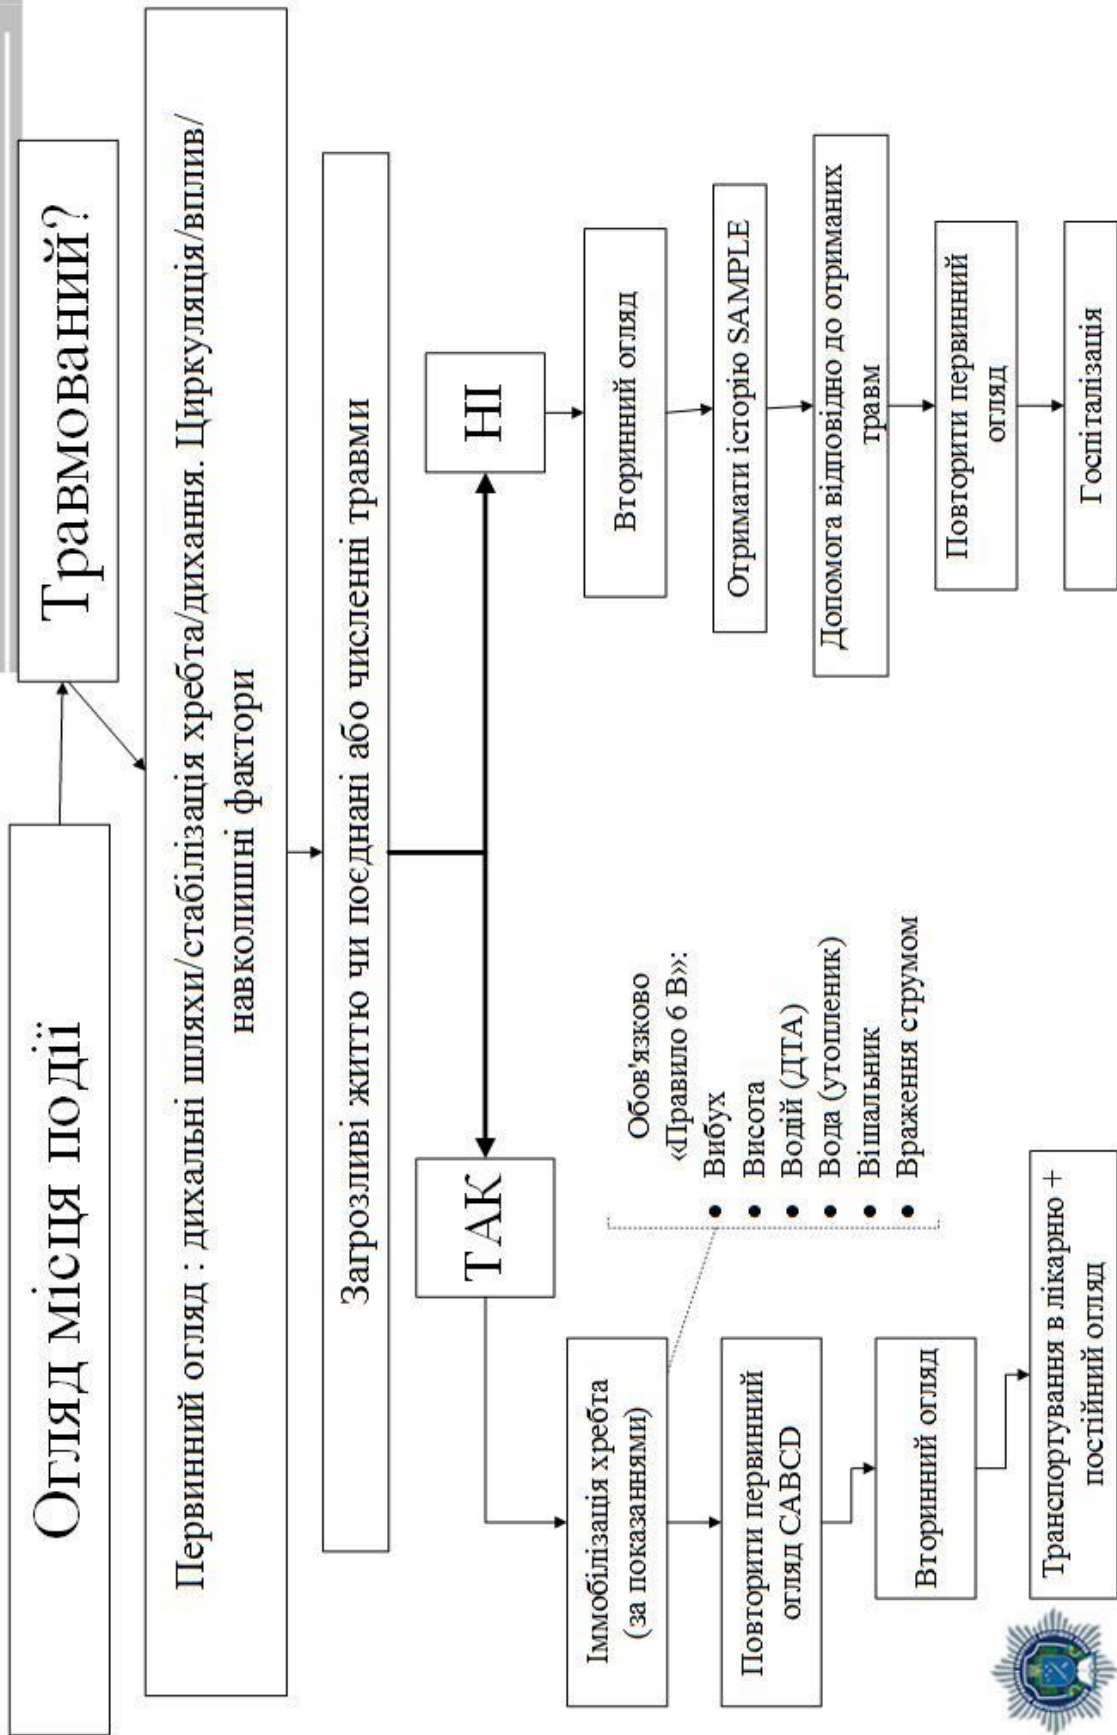 Огляд місця події
Травмований?
Первинний огляд : дихальні шляхи/стабілізація хребта/дихання. Циркуляція/вплив/
навколишні фактори
Загрозливі життю чи поєднані або численні травми
ТАК
НІ
Іммобілізація хребта
(за показаннями)
Обов'язково
«Правило 6 В»:
● Вибух
● Висота
● Водій (ДТА)
● Вода (утопленик)
● Вішальник
● Враження струмом
Повторити первинний
огляд CABCD
Вторинний огляд
Транспортування в лікарню +
постійний огляд
Вторинний огляд
Отримати історію SAMPLE
Допомога відповідно до отриманих
травм
Повторити первинний
огляд
Госпіталізація